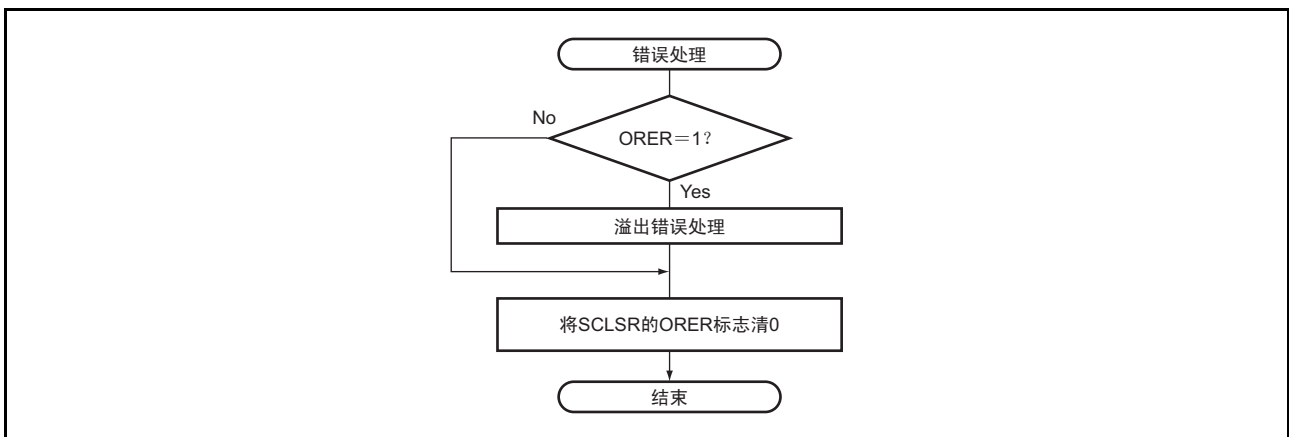 错误处理
No
ORER＝1？
Yes
溢出错误处理
将SCLSR的ORER标志清0
结束